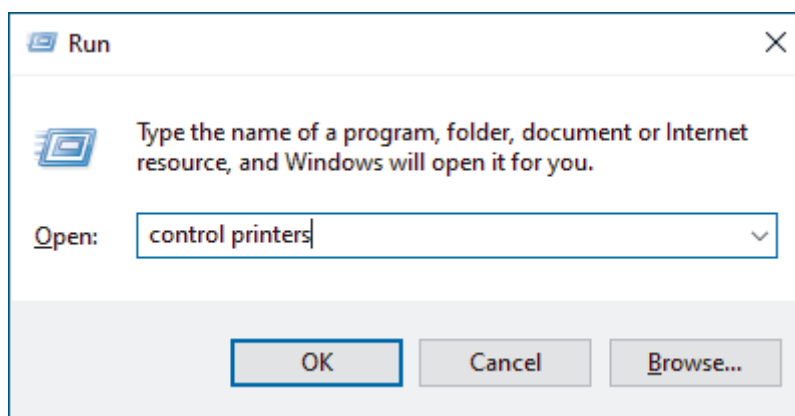 Run
Type the name of a program, folder, document or Internet
resource, and Windows will open it for you.
Open: control printers
OK Cancel Browse...